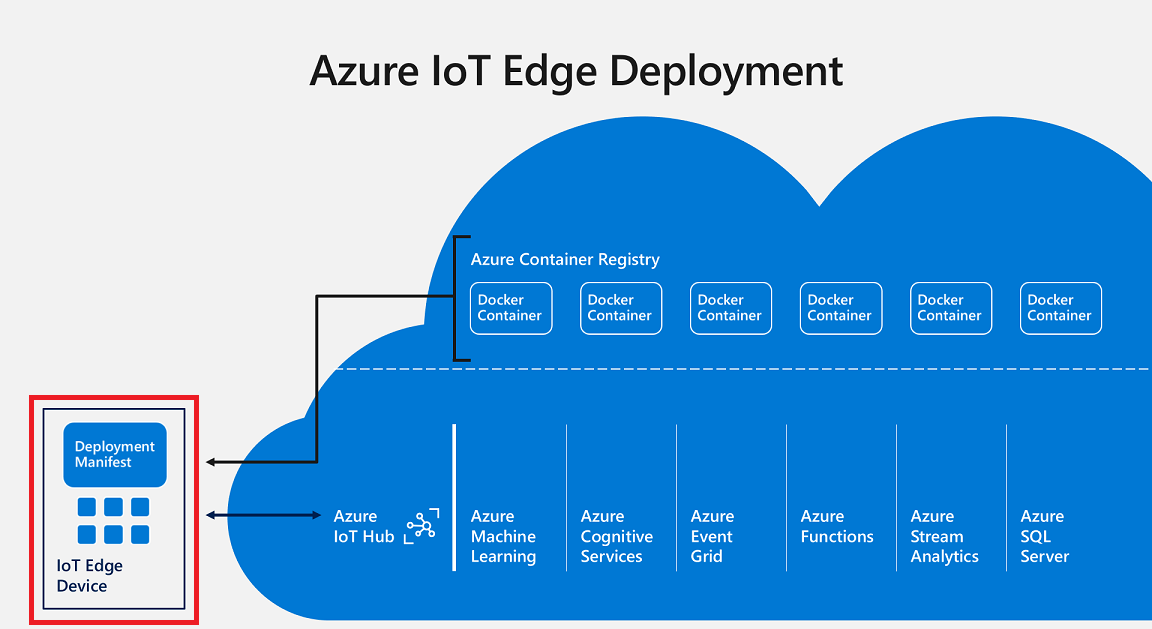 Azure IoT Edge Deployment
Azure Container Registry
Docker
Container
Docker
Container
Docker
Container
Docker
Container
Docker
Container
Docker
Container
Deployment
Manifest
IoT Edge
Device
Azure
IoT Hub
Azure
Machine
Learning
Azure
Cognitive
Services
Azure
Event
Grid
Azure
Functions
Azure
Stream
Analytics
Azure
SQL
Server